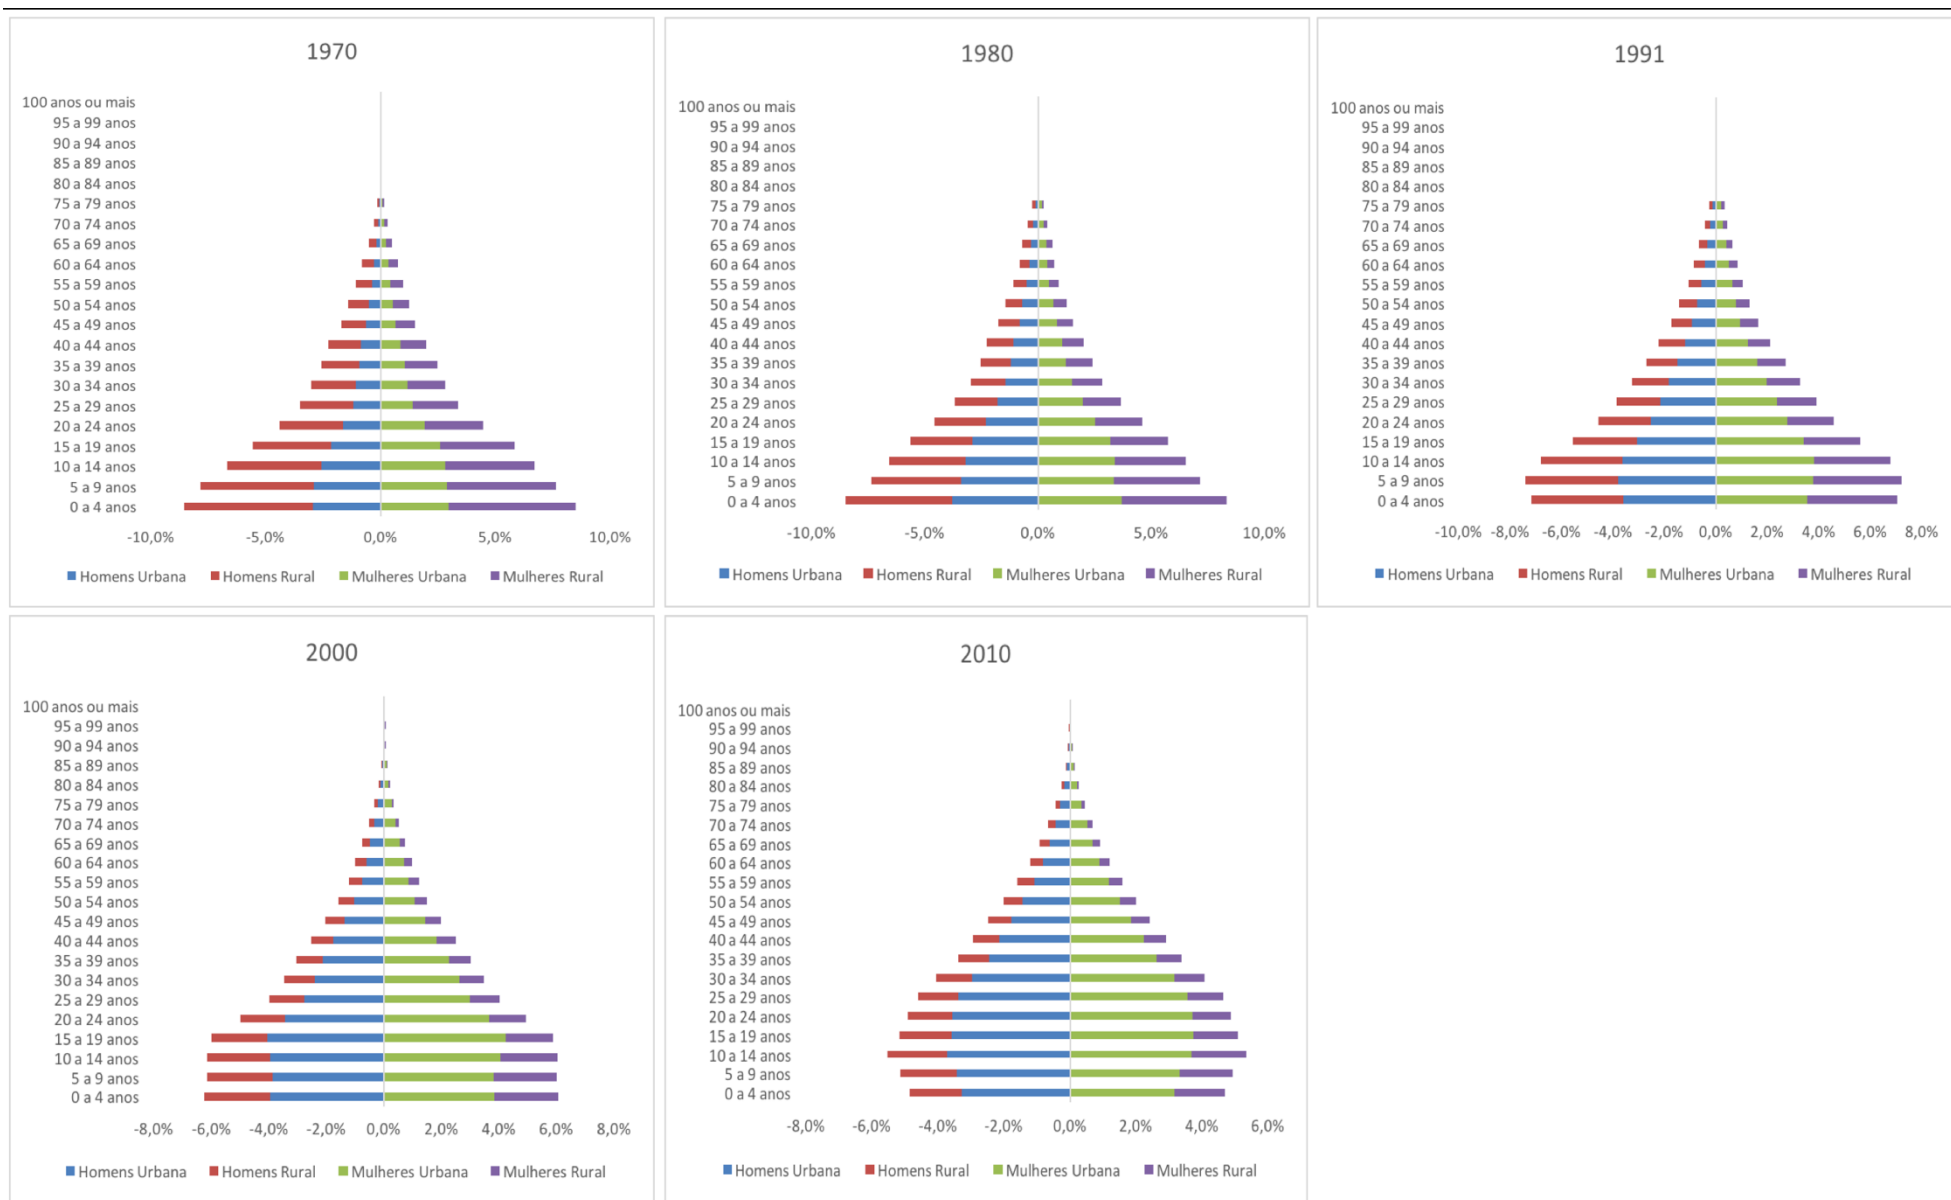 1970
100 anos ou mais
95 a 99 anos
90 a 94 anos
85 a 89 anos
80 a 84 anos
75 a 79 anos
70 a 74 anos
65 a 69 anos
60 a 64 anos
55 a 59 anos
50 a 54 anos
45 a 49 anos
40 a 44 anos
35 a 39 anos
30 a 34 anos
25 a 29 anos
20 a 24 anos
15 a 19 anos
10 a 14 anos
5 a 9 anos
0 a 4 anos
-10,0% -5,0% 0,0% 5,0% 10,0%
Homens Urbana Homens Rural Mulheres Urbana Mulheres Rural
1980
100 anos ou mais
95 a 99 anos
90 a 94 anos
85 a 89 anos
80 a 84 anos
75 a 79 anos
70 a 74 anos
65 a 69 anos
60 a 64 anos
55 a 59 anos
50 a 54 anos
45 a 49 anos
40 a 44 anos
35 a 39 anos
30 a 34 anos
25 a 29 anos
20 a 24 anos
15 a 19 anos
10 a 14 anos
5 a 9 anos
0 a 4 anos
-10,0% -5,0% 0,0% 5,0% 10,0%
Homens Urbana Homens Rural Mulheres Urbana Mulheres Rural
1991
100 anos ou mais
95 a 99 anos
90 a 94 anos
85 a 89 anos
80 a 84 anos
75 a 79 anos
70 a 74 anos
65 a 69 anos
60 a 64 anos
55 a 59 anos
50 a 54 anos
45 a 49 anos
40 a 44 anos
35 a 39 anos
30 a 34 anos
25 a 29 anos
20 a 24 anos
15 a 19 anos
10 a 14 anos
5 a 9 anos
0 a 4 anos
-10,0% -8,0% -6,0% -4,0% -2,0% 0,0% 2,0% 4,0% 6,0% 8,0%
Homens Urbana Homens Rural Mulheres Urbana Mulheres Rural
2000
100 anos ou mais
95 a 99 anos
90 a 94 anos
85 a 89 anos
80 a 84 anos
75 a 79 anos
70 a 74 anos
65 a 69 anos
60 a 64 anos
55 a 59 anos
50 a 54 anos
45 a 49 anos
40 a 44 anos
35 a 39 anos
30 a 34 anos
25 a 29 anos
20 a 24 anos
15 a 19 anos
10 a 14 anos
5 a 9 anos
0 a 4 anos
-8,0% -6,0% -4,0% -2,0% 0,0% 2,0% 4,0% 6,0% 8,0%
Homens Urbana Homens Rural Mulheres Urbana Mulheres Rural
2010
100 anos ou mais
95 a 99 anos
90 a 94 anos
85 a 89 anos
80 a 84 anos
75 a 79 anos
70 a 74 anos
65 a 69 anos
60 a 64 anos
55 a 59 anos
50 a 54 anos
45 a 49 anos
40 a 44 anos
35 a 39 anos
30 a 34 anos
25 a 29 anos
20 a 24 anos
15 a 19 anos
10 a 14 anos
5 a 9 anos
0 a 4 anos
-8,0% -6,0% -4,0% -2,0% 0,0% 2,0% 4,0% 6,0%
Homens Urbana Homens Rural Mulheres Urbana Mulheres Rural